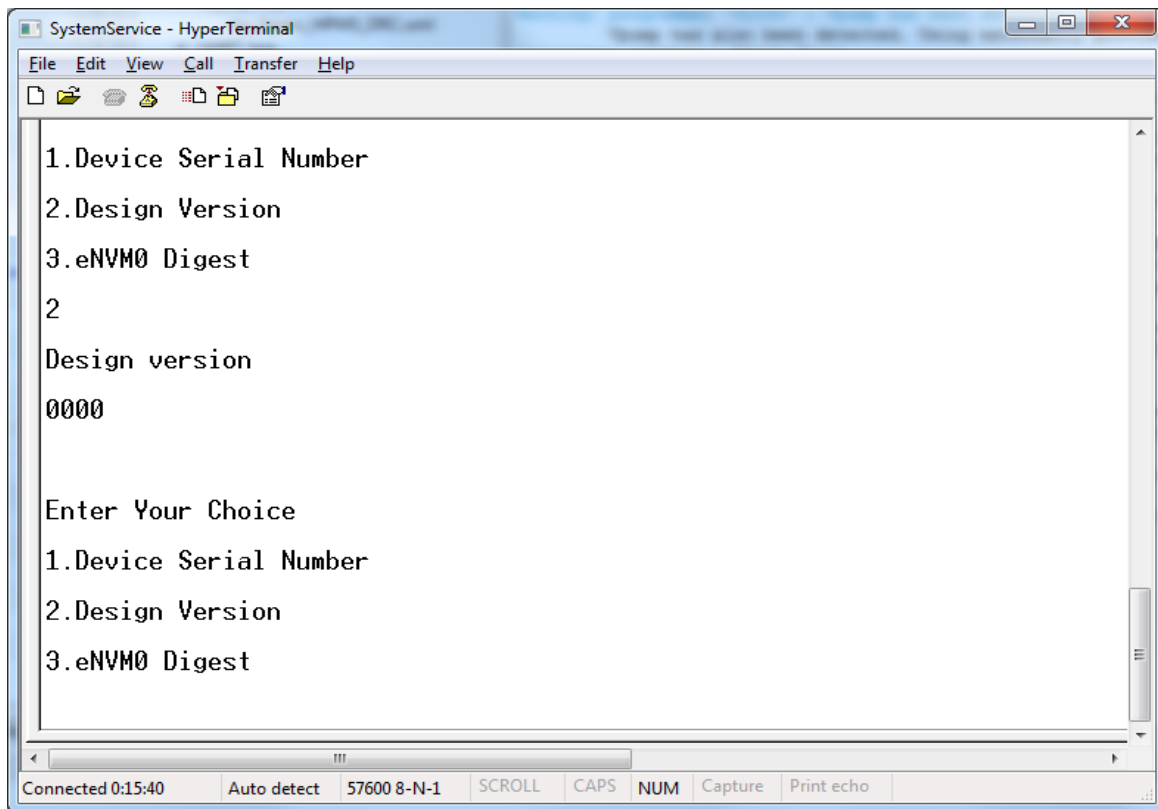 SystemService - HyperTerminal
File Edit View Call Transfer Help
1.Device Serial Number
2.Design Version
3.eNVM0 Digest
2
Design version
0000
Enter Your Choice
1.Device Serial Number
2.Design Version
3.eNVM0 Digest
Connected 0:15:40 Auto detect 57600 8-N-1 SCROLL CAPS NUM Capture Print echo